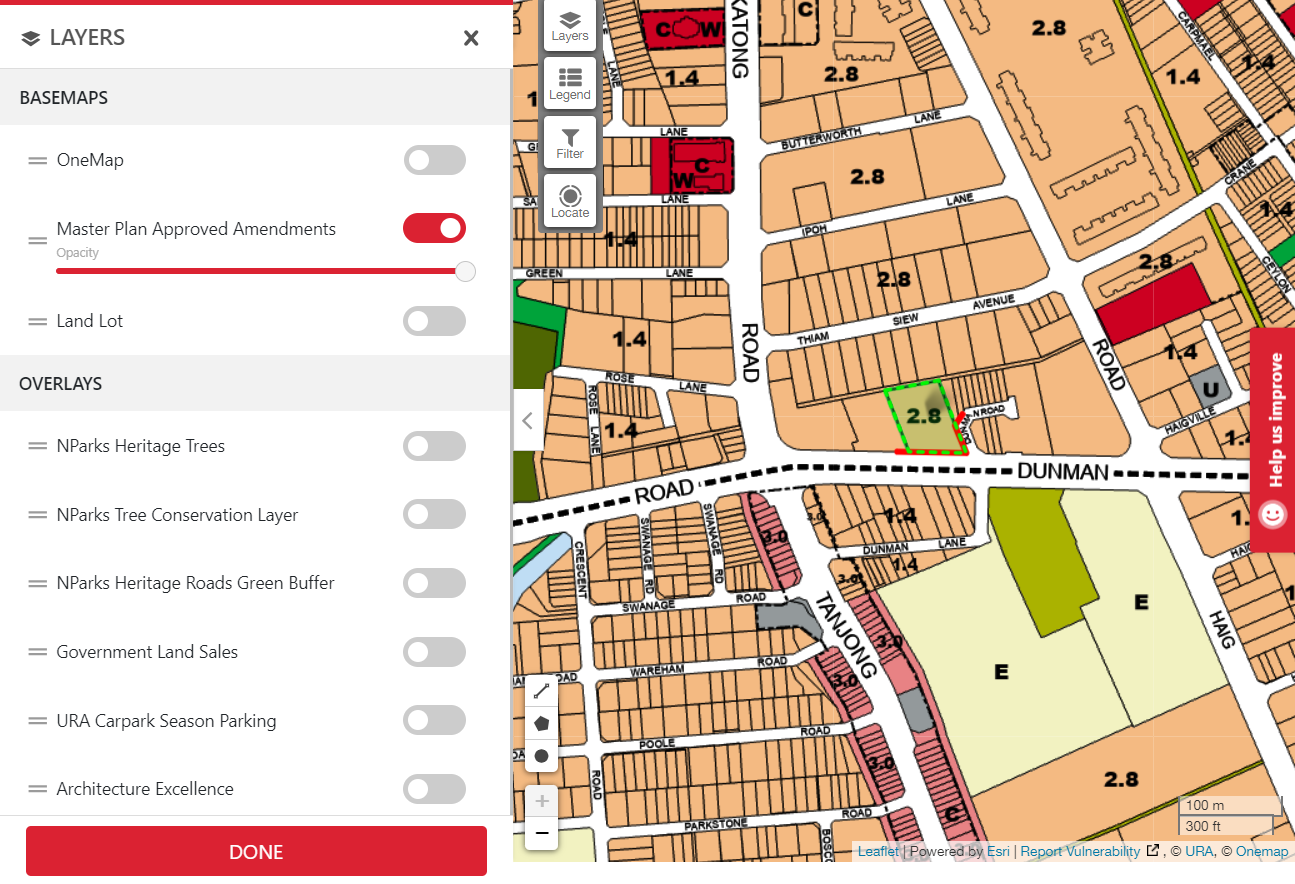 LAYERS
BASEMAPS
OneMap
Master Plan Approved Amendments
Opacity
Land Lot
OVERLAYS
NParks Heritage Trees
NParks Tree Conservation Layer
NParks Heritage Roads Green Buffer
Government Land Sales
URA Carpark Season Parking
Architecture Excellence
DONE
Layers
Legend
Filter
Locate
KATONG
C
W
C
2.8
CARPMAEL
1.4
LANE
1.4
2.8
1.4
LANE
BUTTERWORTH
LANE
C
W
2.8
CRANE
LANE
IPOH
LANE
1.4
1.4
GREEN
LANE
2.8
2.8
CEYLON
THIAM
SIEW
AVENUE
1.4
ROAD
ROAD
1.4
ROSE
LANE
ROSE LANE
1.4
2.8
N ROAD
U
HAIGVILLE
1.4
Help us improve
ROAD
DUNMAN
SWANAGE RD
SWANAGE RD
3.0
3.0
1.4
DUNMAN
LANE
1.4
3.0
CRESCENT
SWANAGE
ROAD
TANJONG
KATONG
E
E
HAIG
3.0
WAREHAM
ROAD
3.0
POOLE
ROAD
3.0
ROAD
2.8
PARKSTONE
ROAD
C
100 m
300 ft
Leaflet | Powered by Esri | Report Vulnerability , © URA, © Onemap